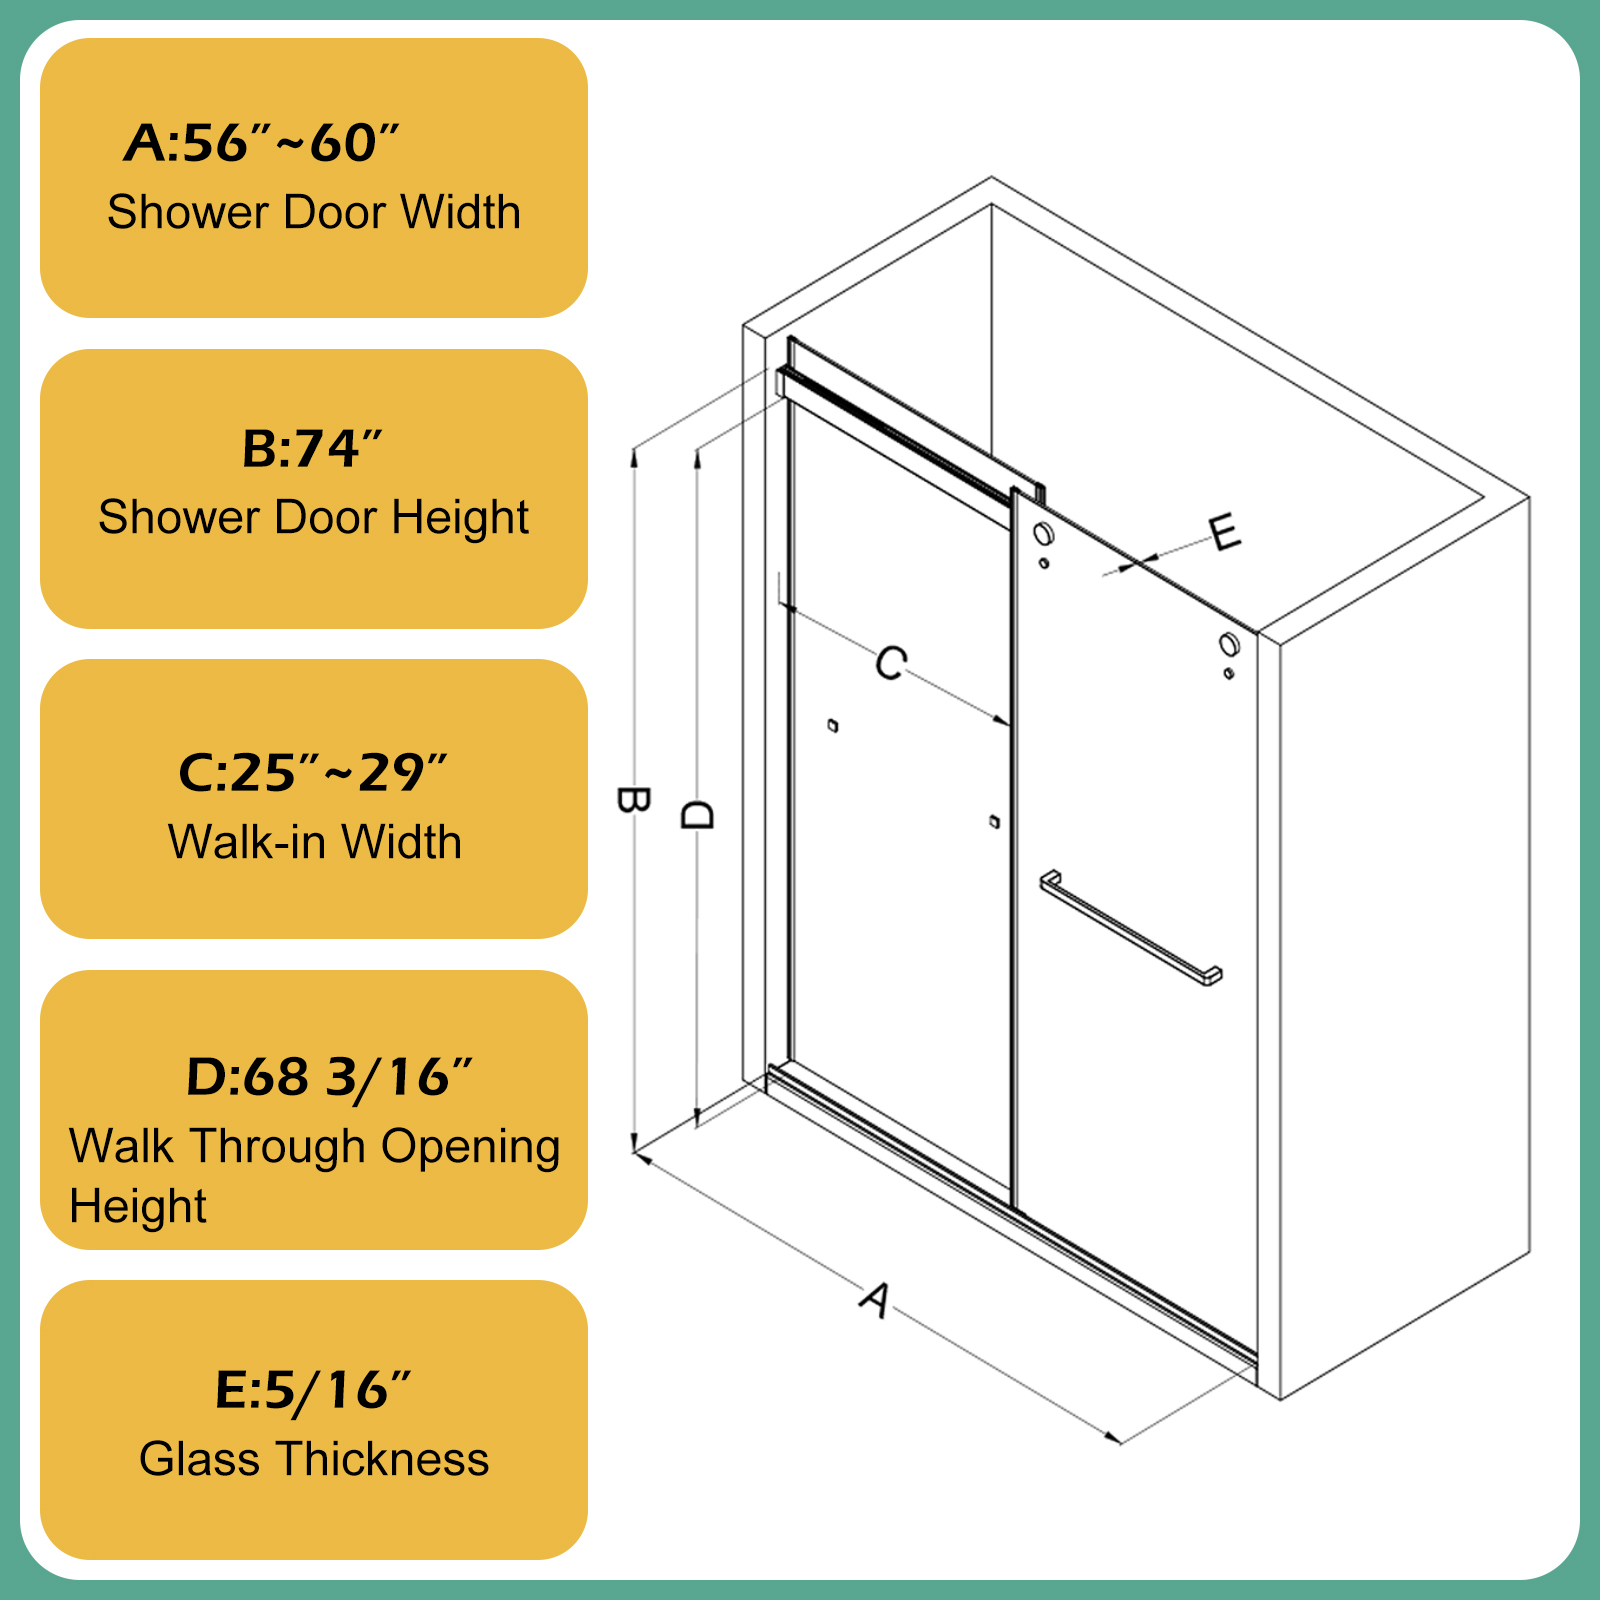 A:56″~60″
Shower Door Width
B:74″
Shower Door Height
C:25″~29″
Walk-in Width
D:68 3/16″
Walk Through Opening
Height
E:5/16″
Glass Thickness
E
C
B
D
A